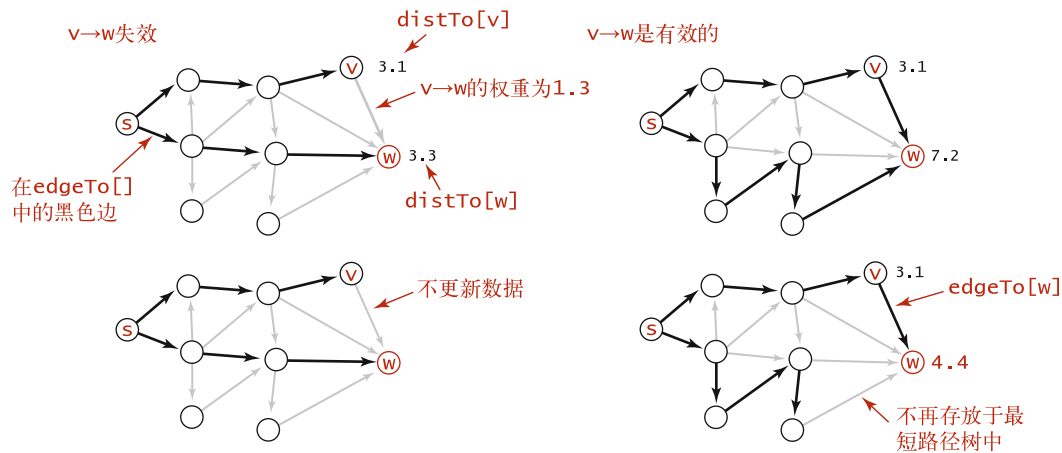 v→w失效
distTo[v]
v
3.1
v→w的权重为1.3
s
w
3.3
在edgeTo[]
中的黑色边
distTo[w]
v→w是有效的
v
3.1
s
w
7.2
v
不更新数据
s
w
v
3.1
edgeTo[w]
s
w
4.4
不再存放于最
短路径树中